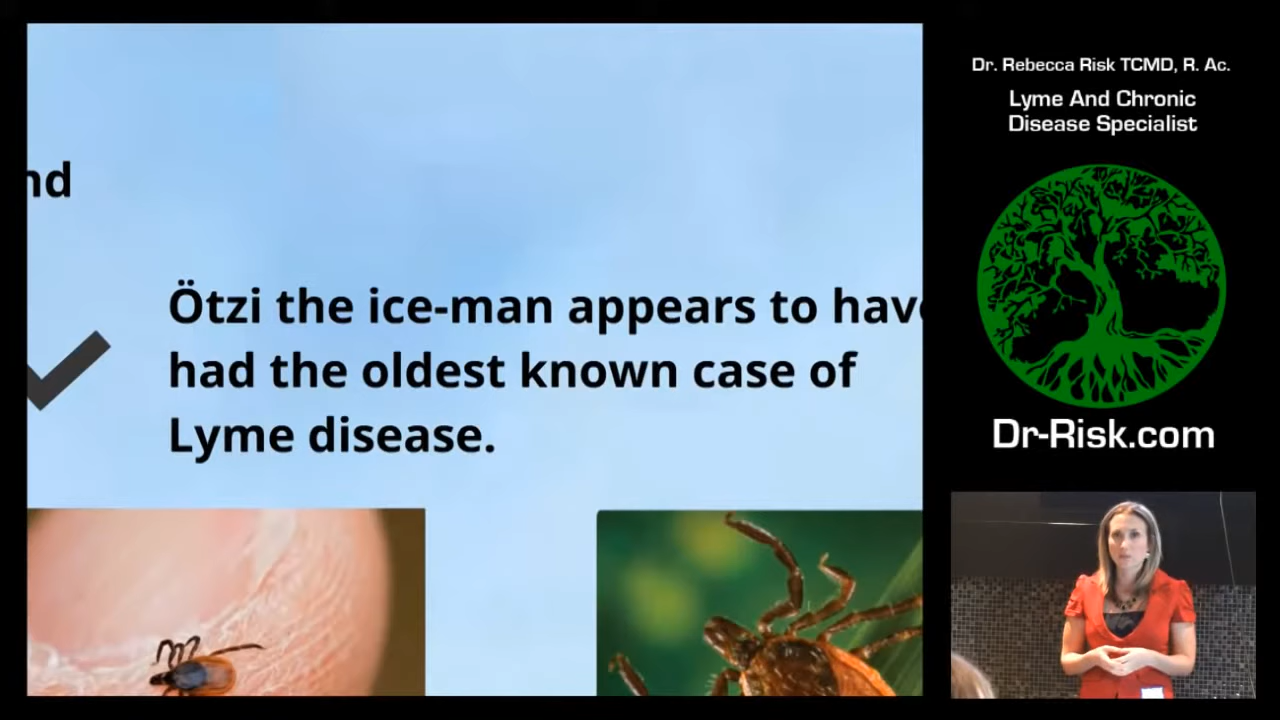 nd
Ötzi the ice-man appears to have
had the oldest known case of
Lyme disease.
Dr. Rebecca Risk TCMD, R. Ac.
Lyme And Chronic
Disease Specialist
Dr-Risk.com